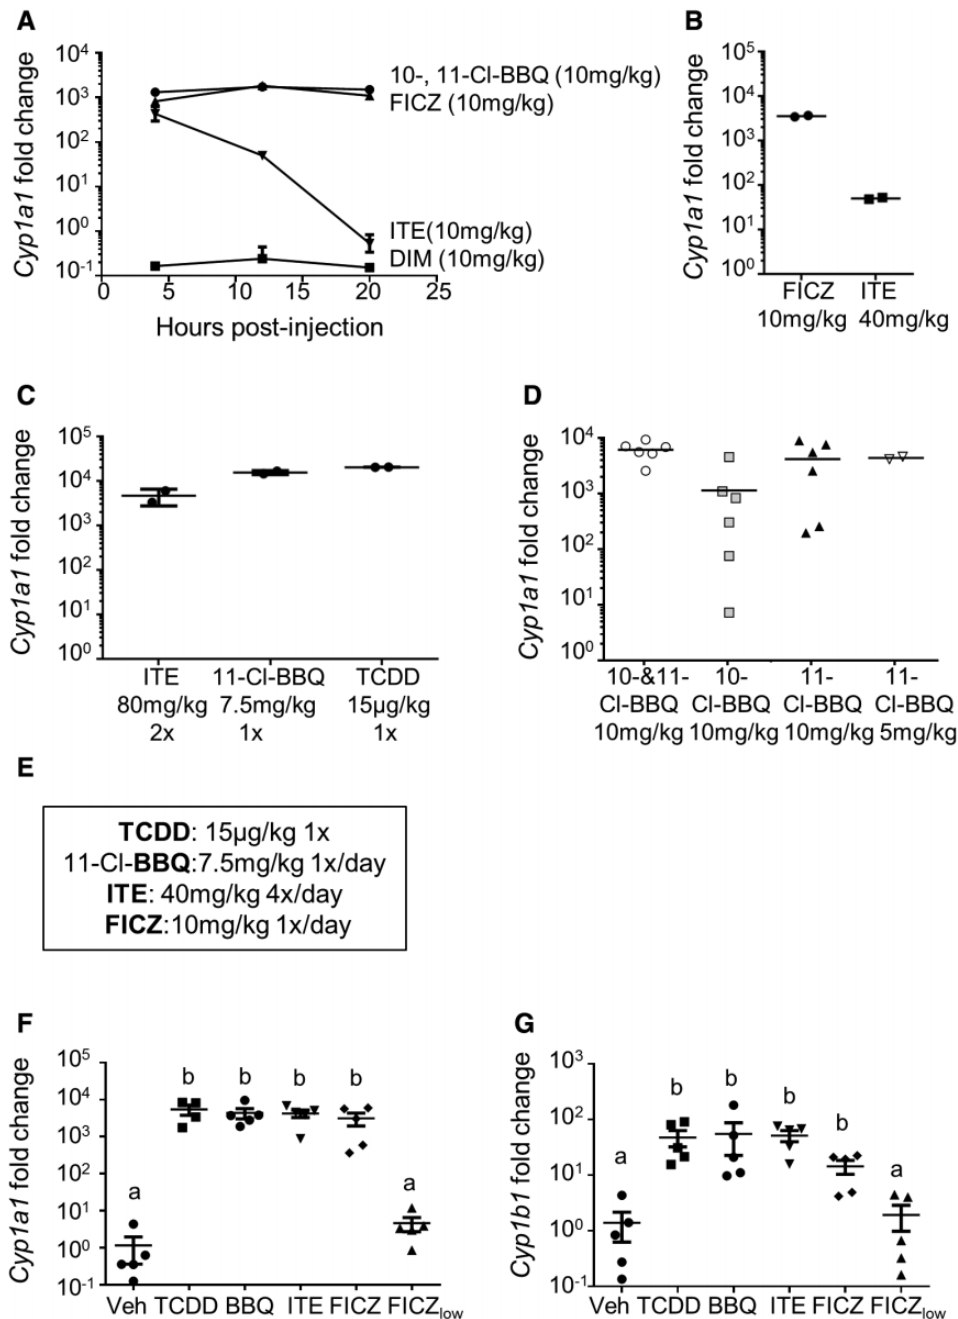 A
Cyp1a1 fold change
10⁴
10³
10²
10¹
10⁰
10⁻¹
0 5 10 15 20 25
Hours post-injection
10-, 11-Cl-BBQ (10mg/kg)
FICZ (10mg/kg)
ITE(10mg/kg)
DIM (10mg/kg)
B
Cyp1a1 fold change
10⁵
10⁴
10³
10²
10¹
10⁰
FICZ ITE
10mg/kg 40mg/kg
C
Cyp1a1 fold change
10⁵
10⁴
10³
10²
10¹
10⁰
ITE 11-Cl-BBQ TCDD
80mg/kg 7.5mg/kg 15µg/kg
2x 1x 1x
D
Cyp1a1 fold change
10⁴
10³
10²
10¹
10⁰
10-&11- 10- 11- 11-
Cl-BBQ Cl-BBQ Cl-BBQ Cl-BBQ
10mg/kg 10mg/kg 10mg/kg 5mg/kg
E
TCDD: 15µg/kg 1x
11-Cl-BBQ:7.5mg/kg 1x/day
ITE: 40mg/kg 4x/day
FICZ:10mg/kg 1x/day
F
Cyp1a1 fold change
10⁵
10⁴
10³
10²
10¹
10⁰
10⁻¹
a b b b b a
Veh TCDD BBQ ITE FICZ FICZlow
G
Cyp1b1 fold change
10³
10²
10¹
10⁰
10⁻¹
a b b b b a
Veh TCDD BBQ ITE FICZ FICZlow